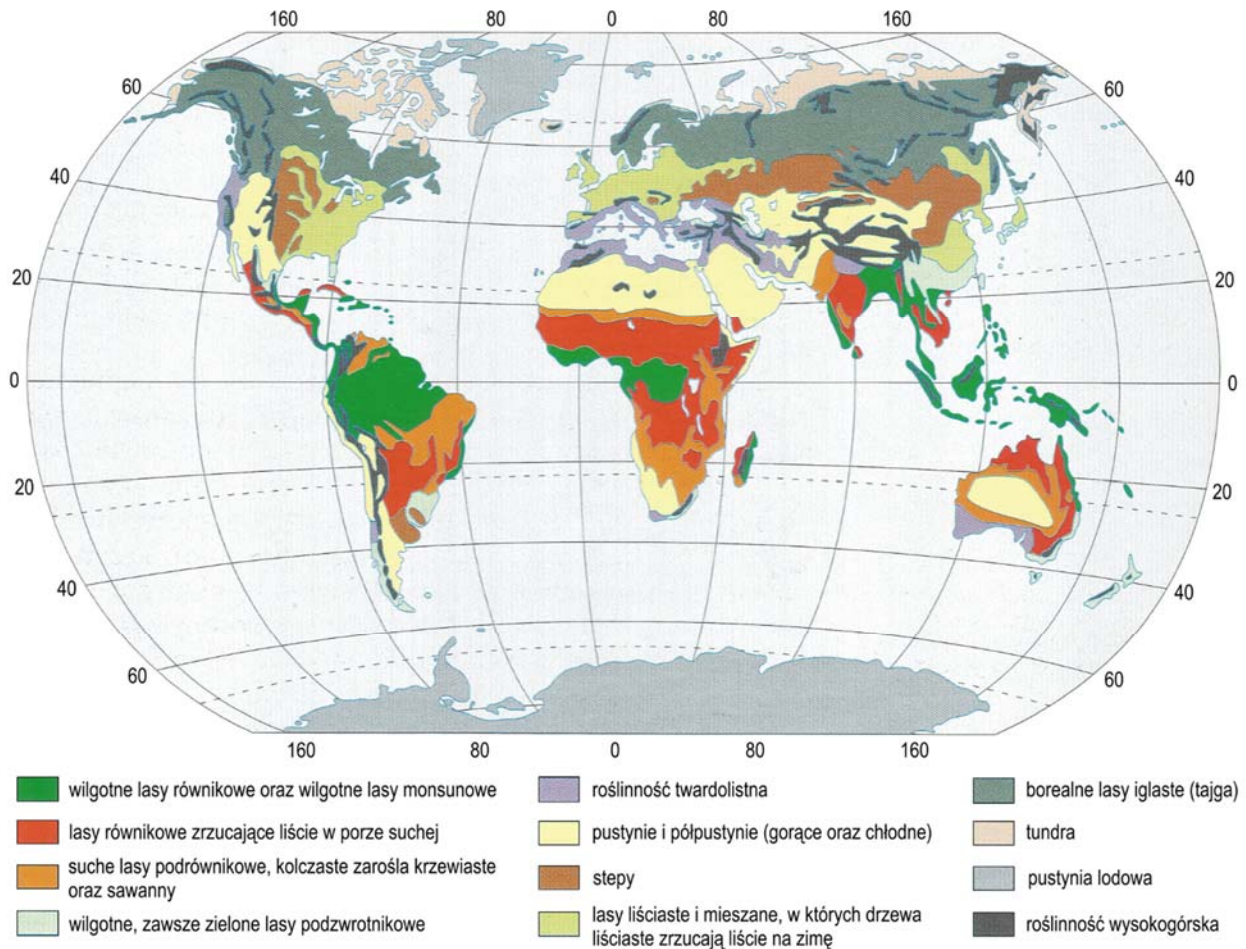 160 80 0 80 160
60 60
40 40
20 20
0 0
20 20
40 40
60 60
160 80 0 80 160
wilgotne lasy równikowe oraz wilgotne lasy monsunowe
lasy równikowe zrzucające liście w porze suchej
suche lasy podrównikowe, kolczaste zarośla krzewiaste
oraz sawanny
wilgotne, zawsze zielone lasy podzwrotnikowe
roślinność twardolistna
pustynie i półpustynie (gorące oraz chłodne)
stepy
lasy liściaste i mieszane, w których drzewa
liściaste zrzucają liście na zimę
borealne lasy iglaste (tajga)
tundra
pustynia lodowa
roślinność wysokogórska